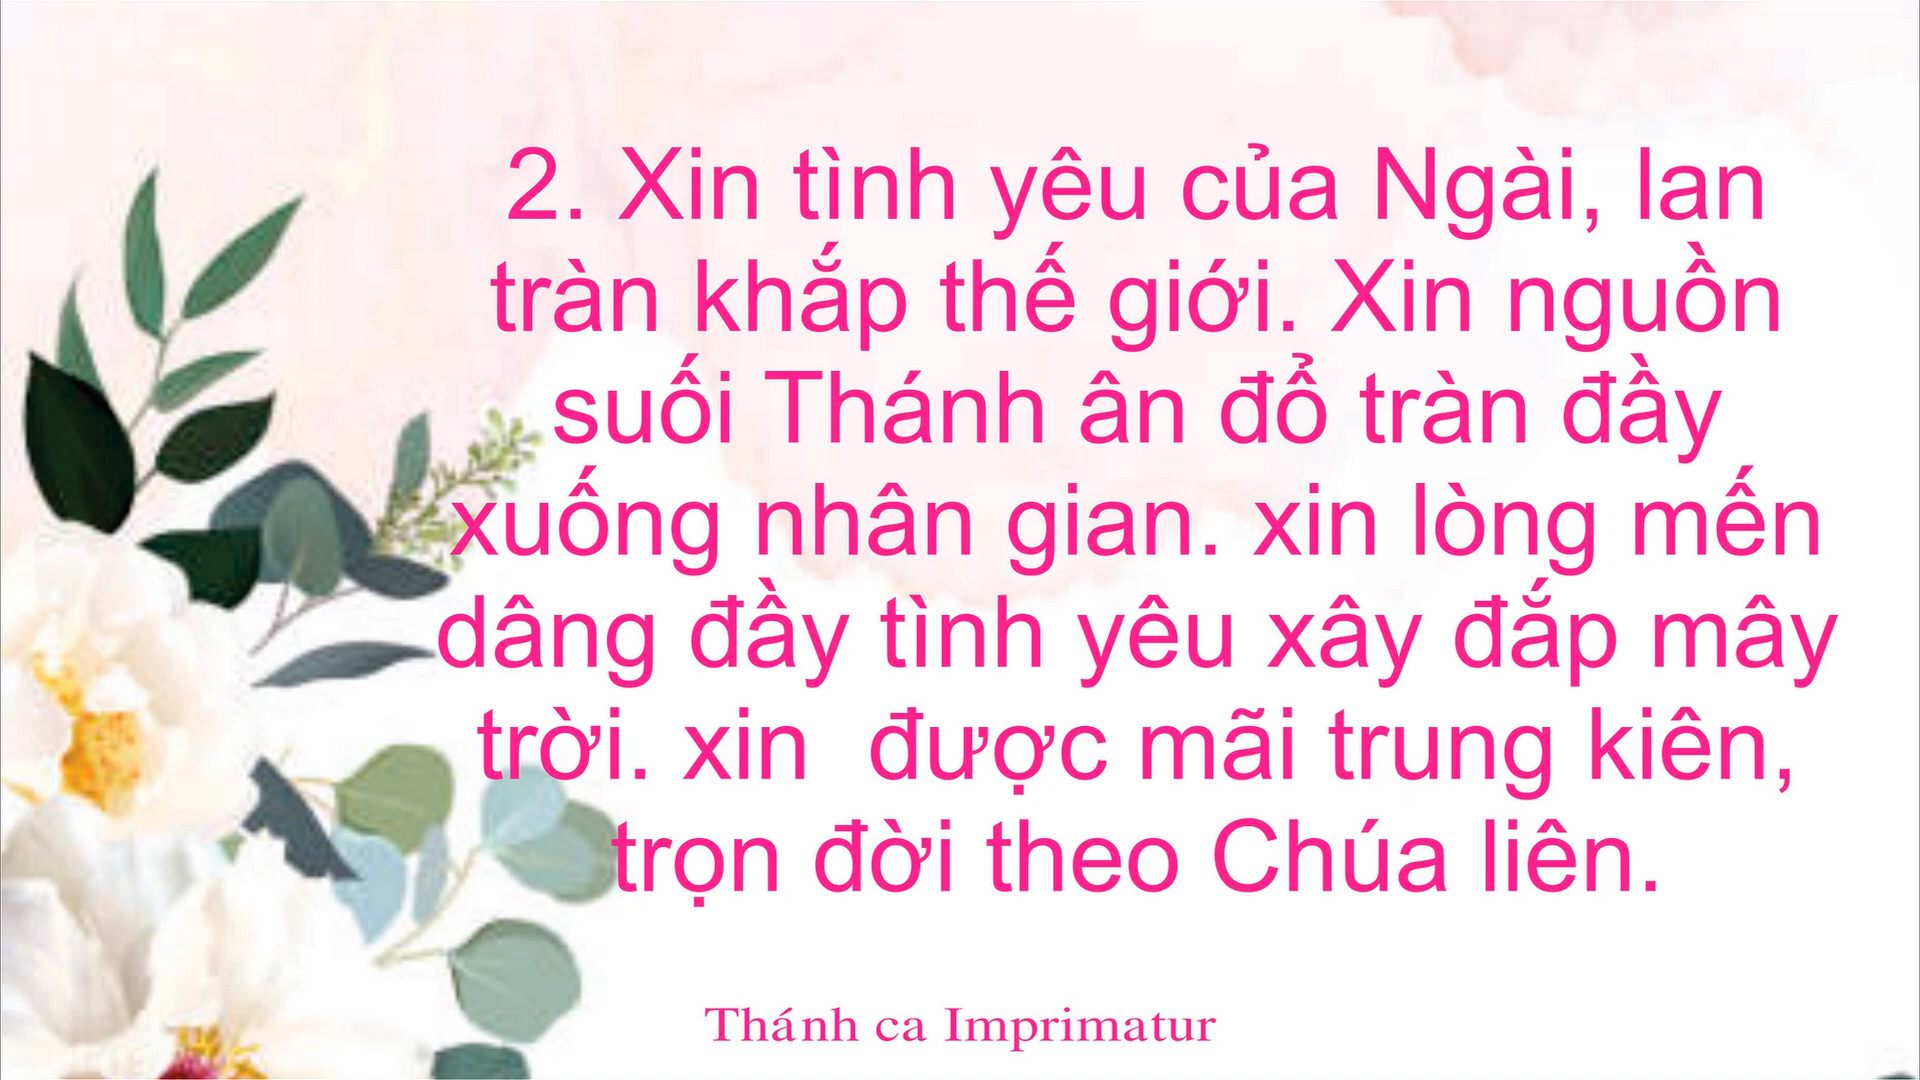 2. Xin tình yêu của Ngài, lan
tràn khắp thế giới. Xin nguồn
suối Thánh ân đổ tràn đầy
xuống nhân gian. xin lòng mến
dâng đầy tình yêu xây đắp mây
trời. xin  được mãi trung kiên,
trọn đời theo Chúa liên.
Thánh ca Imprimatur